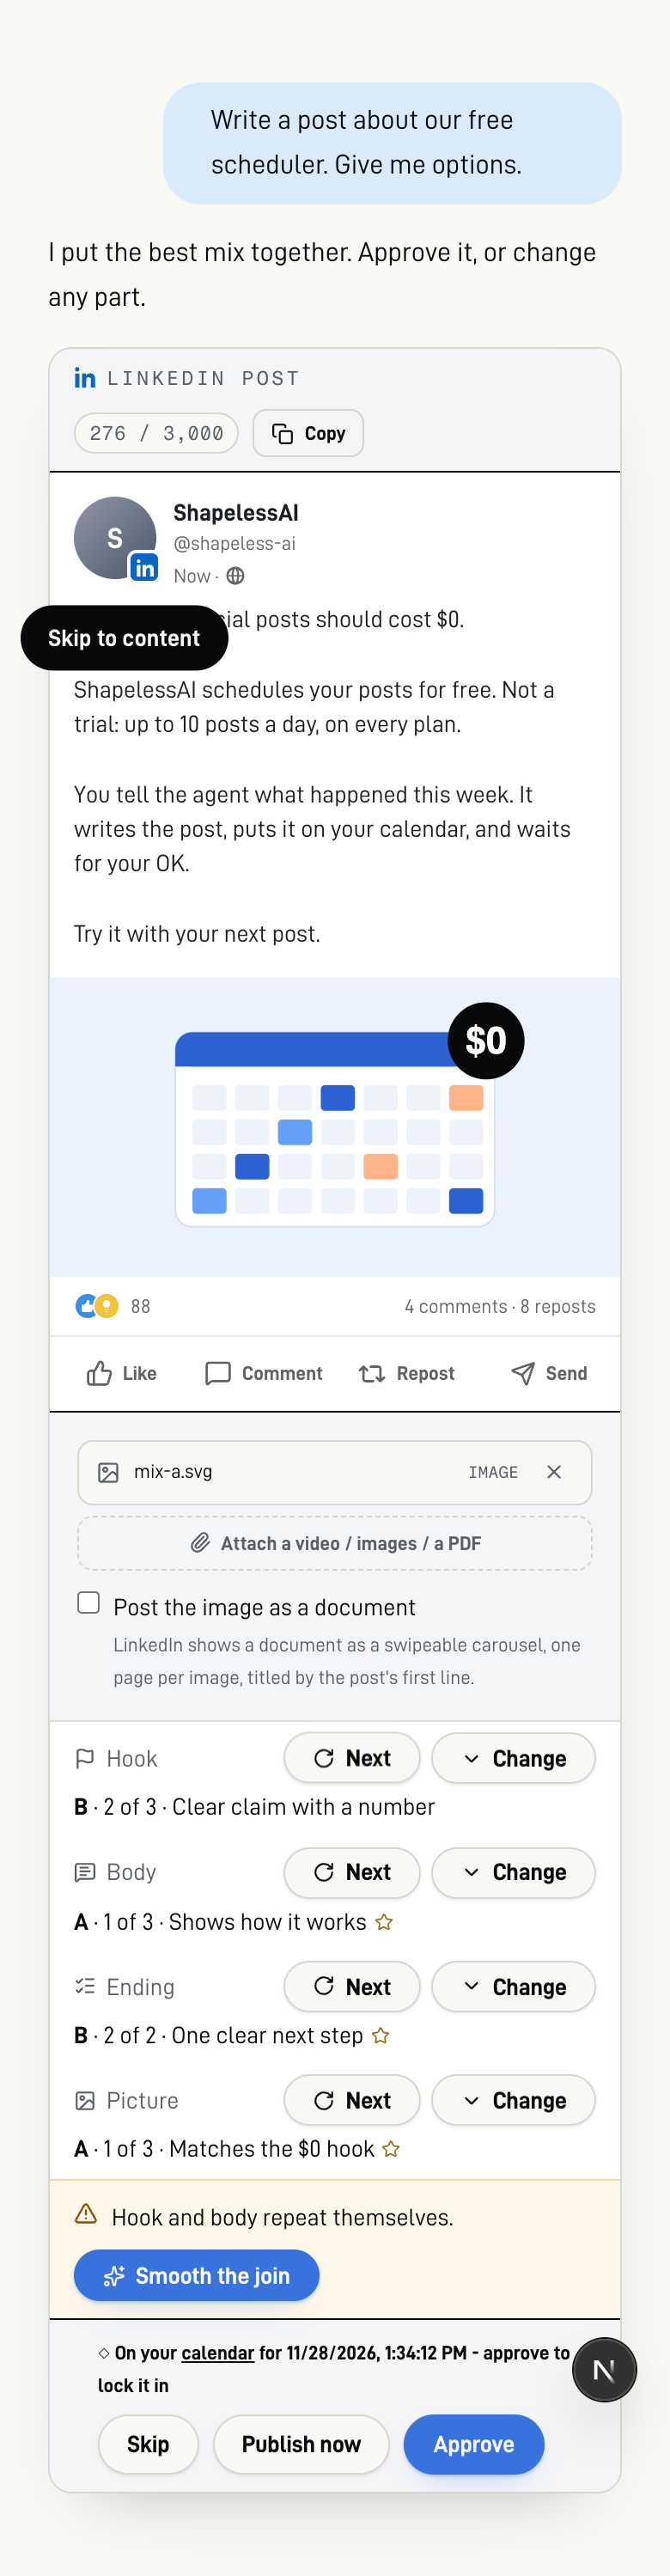 Write a post about our free
scheduler. Give me options.
I put the best mix together. Approve it, or change
any part.
in LINKEDIN POST
276 / 3,000
Copy
S
in
ShapelessAI
@shapeless-ai
Now ·
posts should cost $0.
Skip to content
ShapelessAI schedules your posts for free. Not a
trial: up to 10 posts a day, on every plan.
You tell the agent what happened this week. It
writes the post, puts it on your calendar, and waits
for your OK.
Try it with your next post.
$0
88
4 comments · 8 reposts
Like
Comment
Repost
Send
mix-a.svg
IMAGE
Attach a video / images / a PDF
Post the image as a document
LinkedIn shows a document as a swipeable carousel, one
page per image, titled by the post's first line.
Hook
Next
Change
B · 2 of 3 · Clear claim with a number
Body
Next
Change
A · 1 of 3 · Shows how it works
Ending
Next
Change
B · 2 of 2 · One clear next step
Picture
Next
Change
A · 1 of 3 · Matches the $0 hook
Hook and body repeat themselves.
Smooth the join
◇ On your calendar for 11/28/2026, 1:34:12 PM - approve to
lock it in
N
Skip
Publish now
Approve